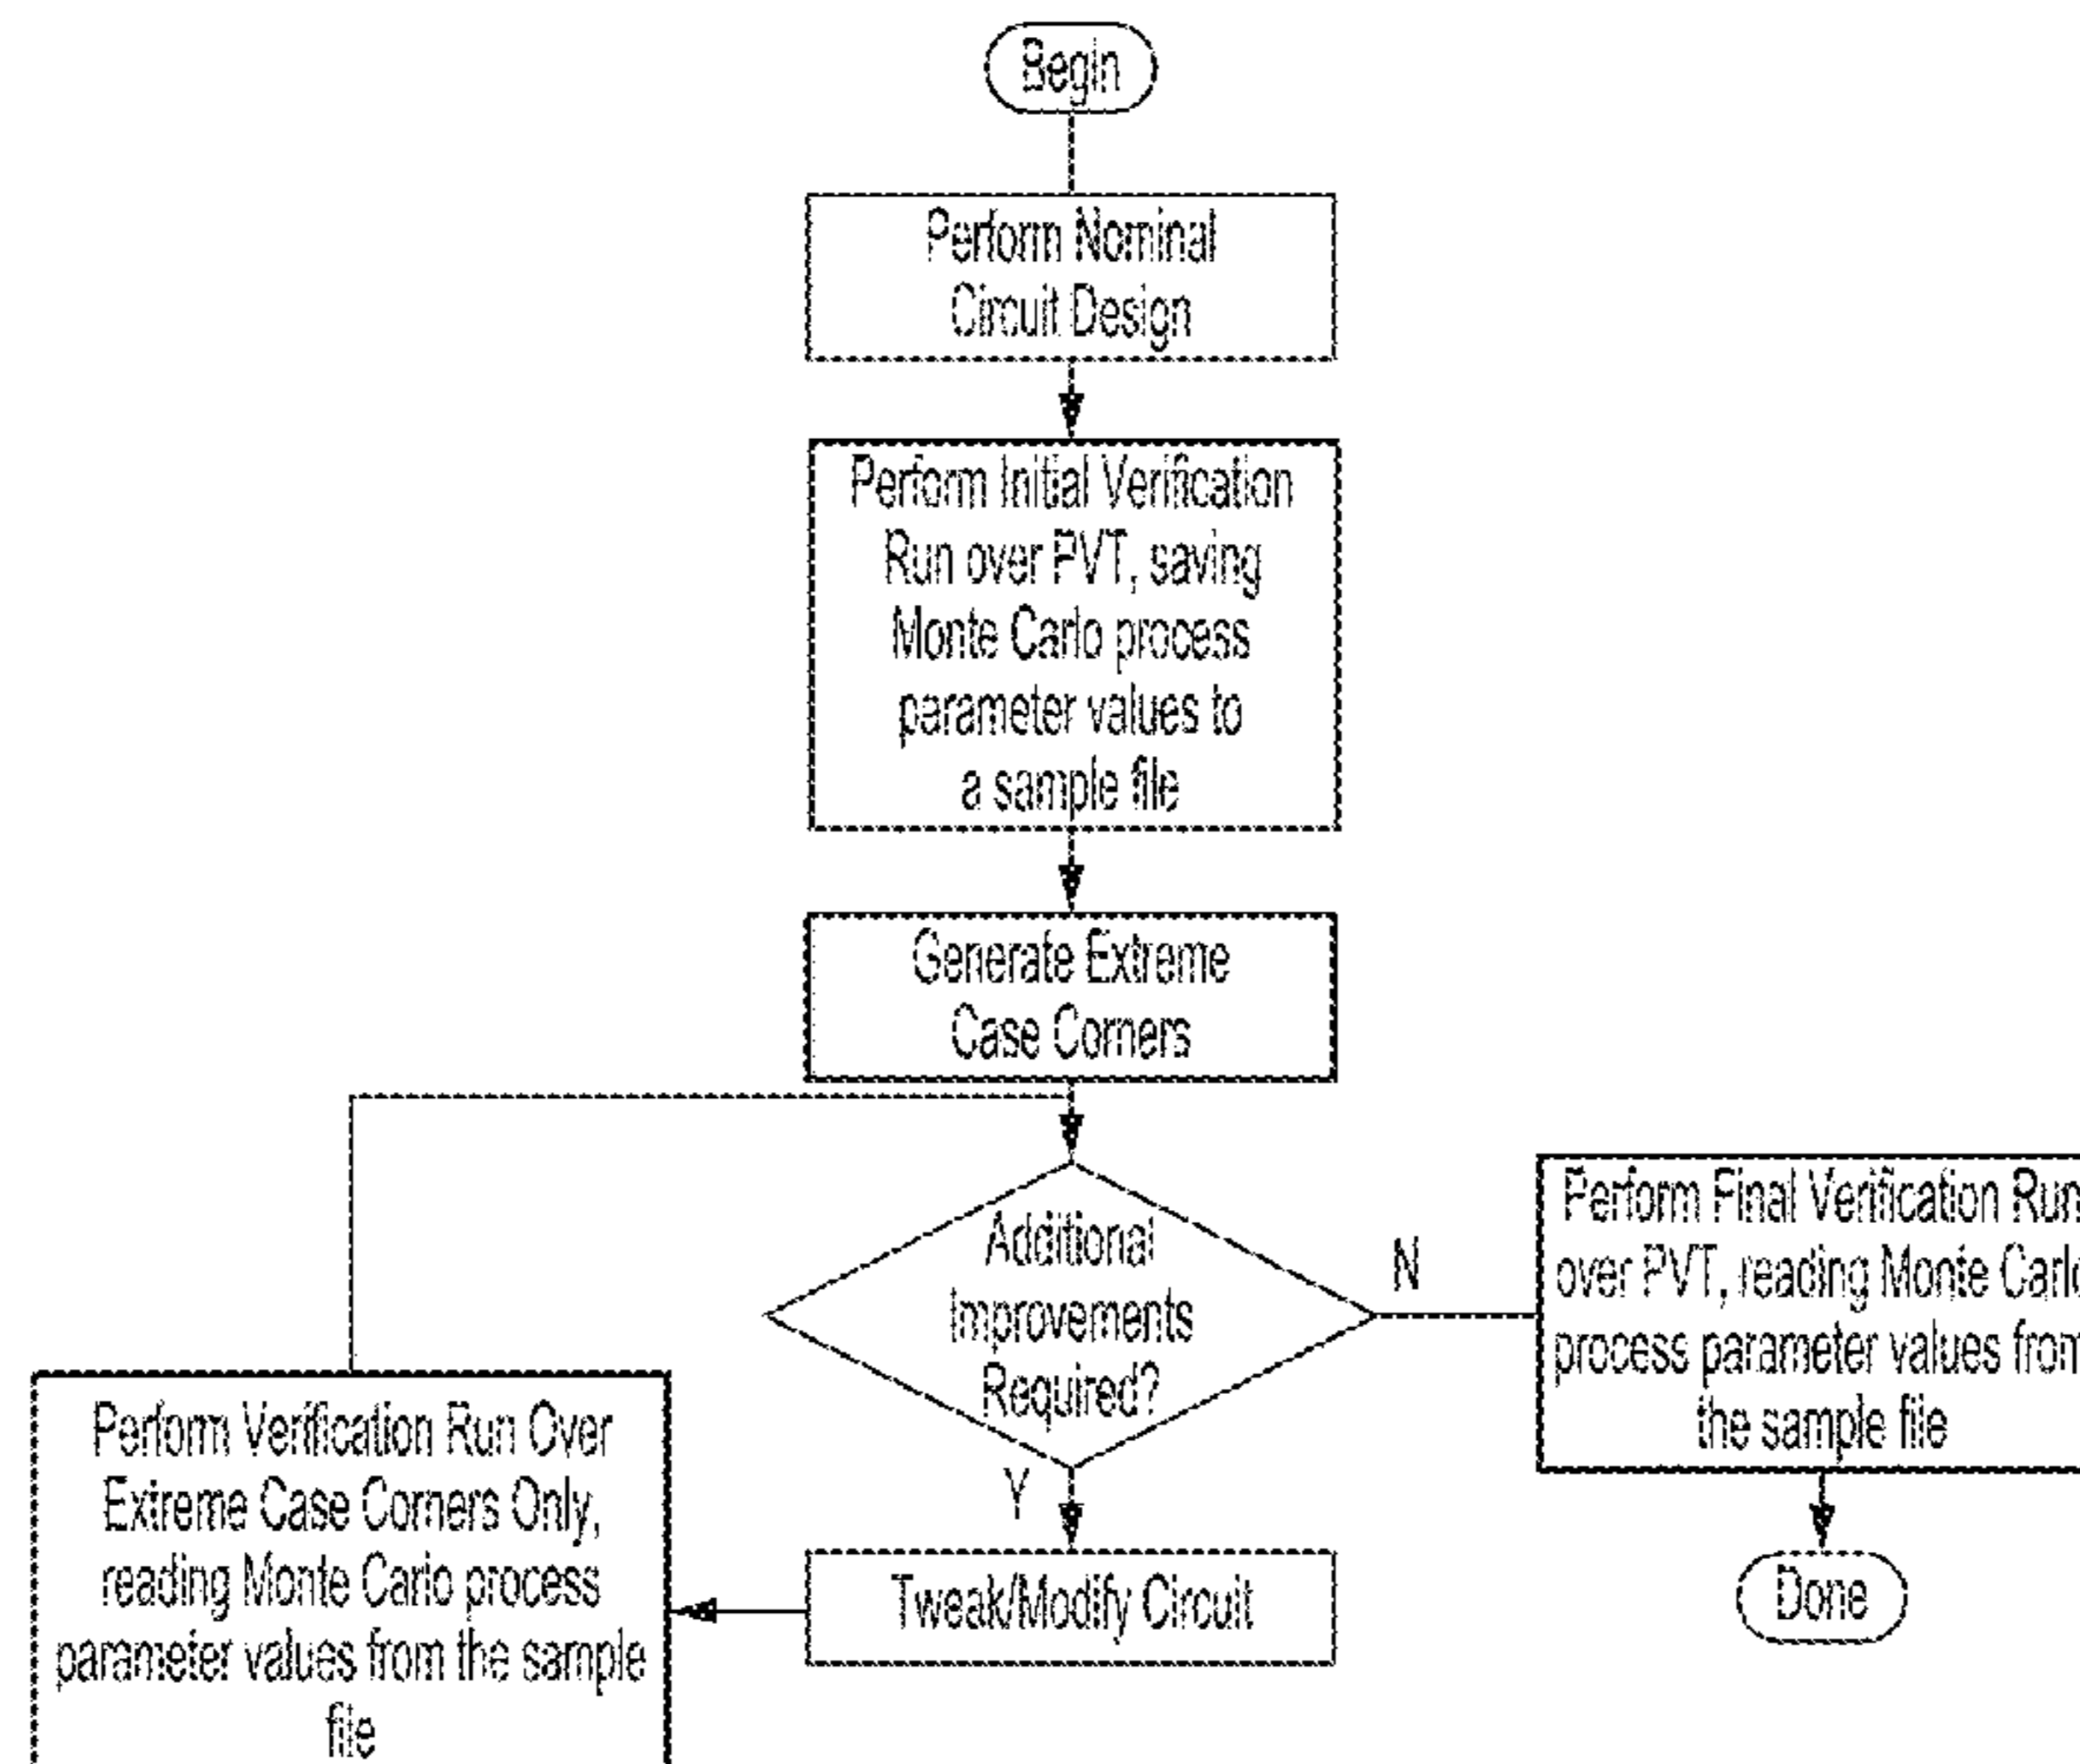 Begin
Perform Nominal
Circuit Design
Perform Initial Verification
Run over PVT, saving
Monte Carlo process
parameter values to
a sample file
Generate Extreme
Case Corners
Additional
Improvements
Required?
N
Y
Perform Final Verification Run
over PVT, reading Monte Carlo
process parameter values from
the sample file
Done
Tweak/Modify Circuit
Perform Verification Run Over
Extreme Case Corners Only,
reading Monte Carlo process
parameter values from the sample
file